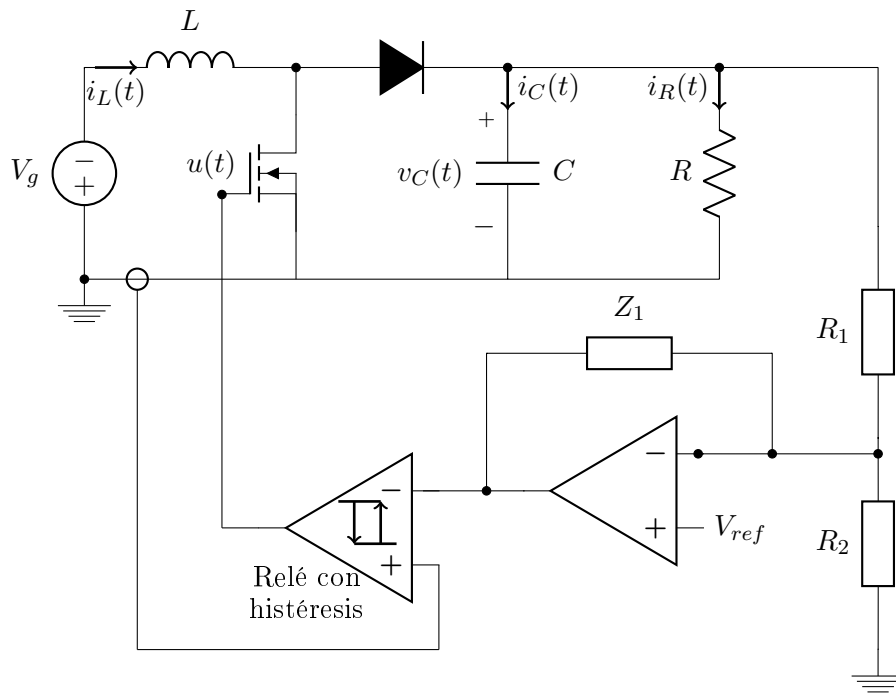 L
i_L(t)
i_C(t)
i_R(t)
+
u(t)
V_g
−
+
v_C(t)
C
R
−
Z_1
R_1
−
+
V_ref
−
+
R_2
Relé con
histéresis